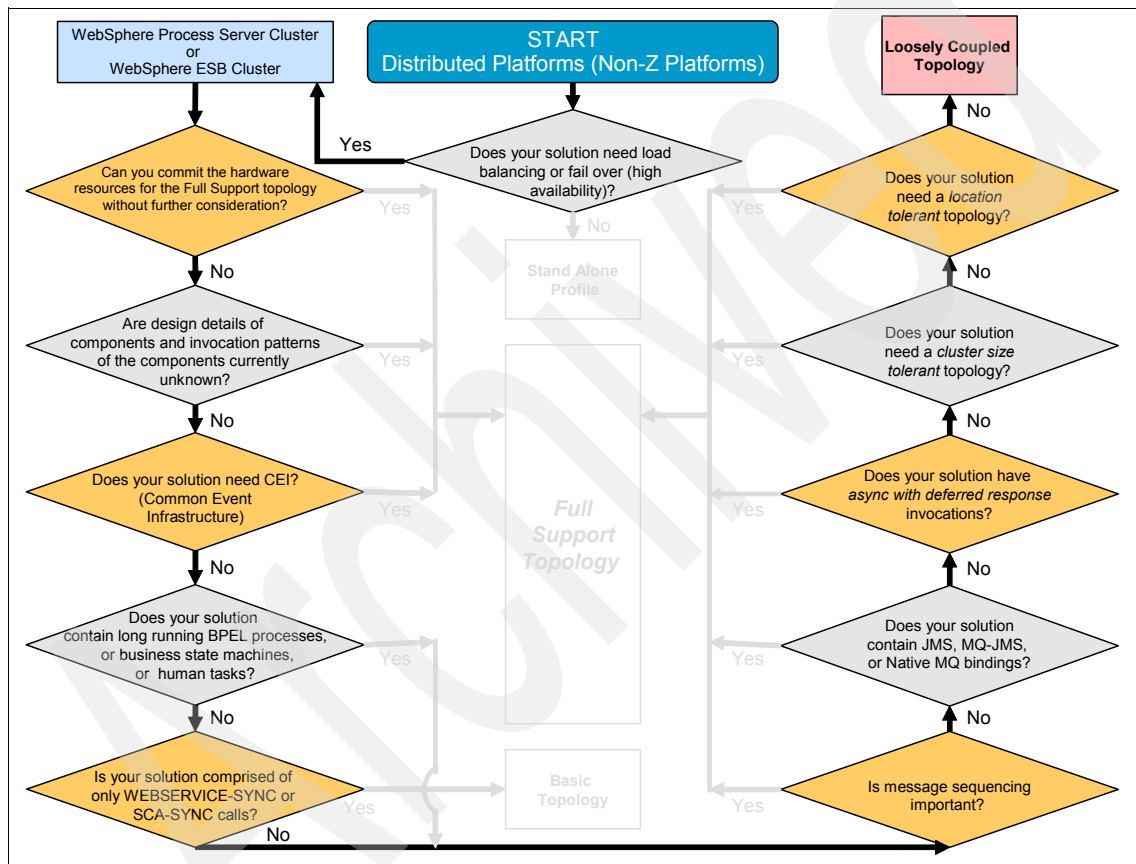 WebSphere Process Server Cluster
or
WebSphere ESB Cluster
START
Distributed Platforms (Non-Z Platforms)
Loosely Coupled
Topology
No
Yes
Does your solution need load
balancing or fail over (high
availability)?
Can you commit the hardware
resources for the Full Support topology
without further consideration?
Yes
Does your solution
need a location
tolerant topology?
Yes
No
Stand Alone
Profile
No
No
Are design details of
components and invocation patterns
of the components currently
unknown?
Yes
Does your solution
need a cluster size
tolerant topology?
Yes
No
No
Does your solution need CEI?
(Common Event
Infrastructure)
Yes
Full
Support
Topology
Does your solution have
async with deferred response
invocations?
Yes
No
No
Does your solution
contain long running BPEL processes,
or business state machines,
or human tasks?
Yes
Does your solution
contain JMS, MQ-JMS,
or Native MQ bindings?
Yes
No
No
Is your solution comprised of
only WEBSERVICE-SYNC or
SCA-SYNC calls?
Yes
Basic
Topology
Is message sequencing
important?
Yes
No
Archived